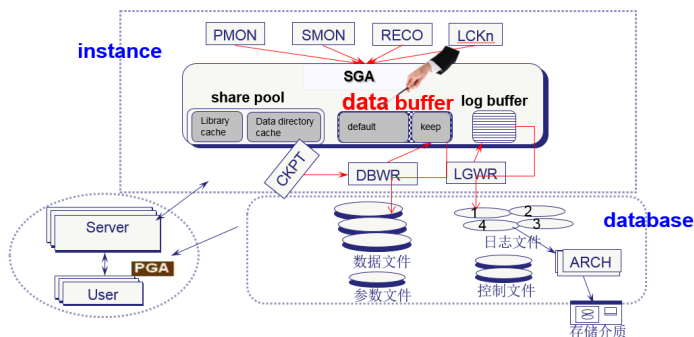 instance
PMON
SMON
RECO
LCKn
SGA
share pool
data buffer
log buffer
Library
cache
Data directory
cache
default
keep
CKPT
DBWR
LGWR
database
Server
PGA
User
1
2
4
3
日志文件
数据文件
ARCH
参数文件
控制文件
存储介质